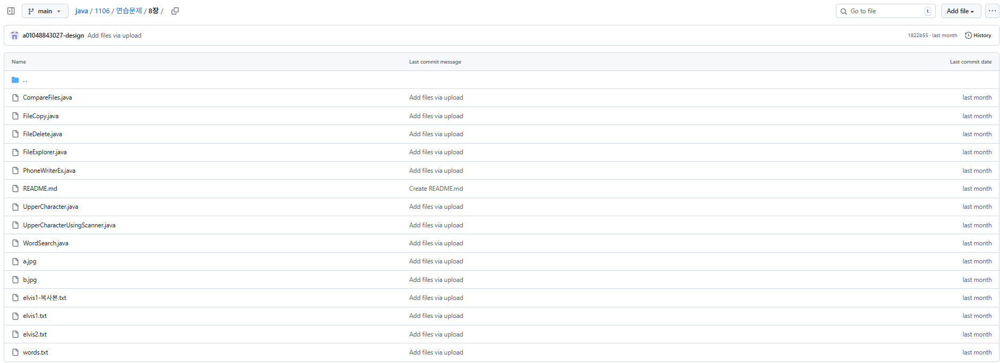 main java / 1106 / 연습문제 / 8장 / Go to file t Add file
a01048843027-design Add files via upload 1822b55 · last month History
Name Last commit message Last commit date
..
CompareFiles.java Add files via upload last month
FileCopy.java Add files via upload last month
FileDelete.java Add files via upload last month
FileExplorer.java Add files via upload last month
PhoneWriterEx.java Add files via upload last month
README.md Create README.md last month
UpperCharacter.java Add files via upload last month
UpperCharacterUsingScanner.java Add files via upload last month
WordSearch.java Add files via upload last month
a.jpg Add files via upload last month
b.jpg Add files via upload last month
elvis1-복사본.txt Add files via upload last month
elvis1.txt Add files via upload last month
elvis2.txt Add files via upload last month
words.txt Add files via upload last month